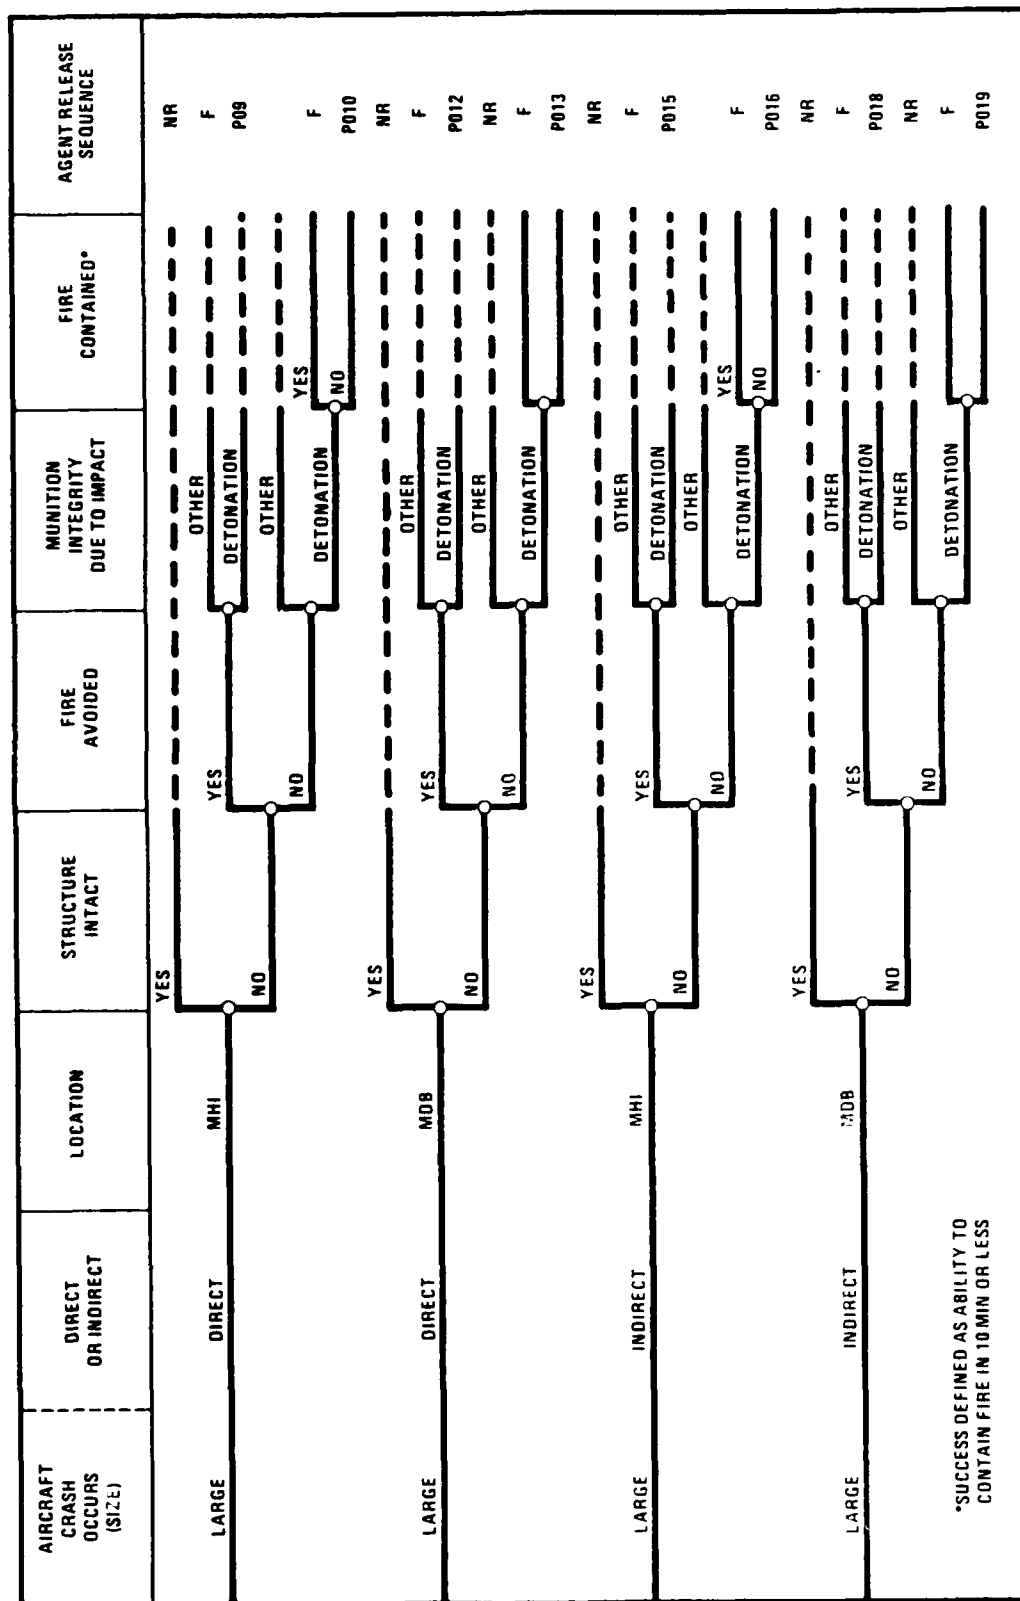 AIRCRAFT
CRASH
OCCURS
(SIZE)
DIRECT
OR INDIRECT
LOCATION
STRUCTURE
INTACT
FIRE
AVOIDED
MUNITION
INTEGRITY
DUE TO IMPACT
FIRE
CONTAINED*
AGENT RELEASE
SEQUENCE
LARGE
DIRECT
MHI
YES
NO
YES
NO
OTHER
DETONATION
OTHER
DETONATION
YES
NO
NR
F
P09
F
P010
LARGE
DIRECT
MDB
YES
NO
YES
NO
OTHER
DETONATION
OTHER
DETONATION
NR
F
P012
NR
F
P013
LARGE
INDIRECT
MHI
YES
NO
YES
NO
OTHER
DETONATION
OTHER
DETONATION
YES
NO
NR
F
P015
F
P016
LARGE
INDIRECT
MDB
YES
NO
YES
NO
OTHER
DETONATION
OTHER
DETONATION
NR
F
P018
NR
F
P019
*SUCCESS DEFINED AS ABILITY TO
CONTAIN FIRE IN 10 MIN OR LESS